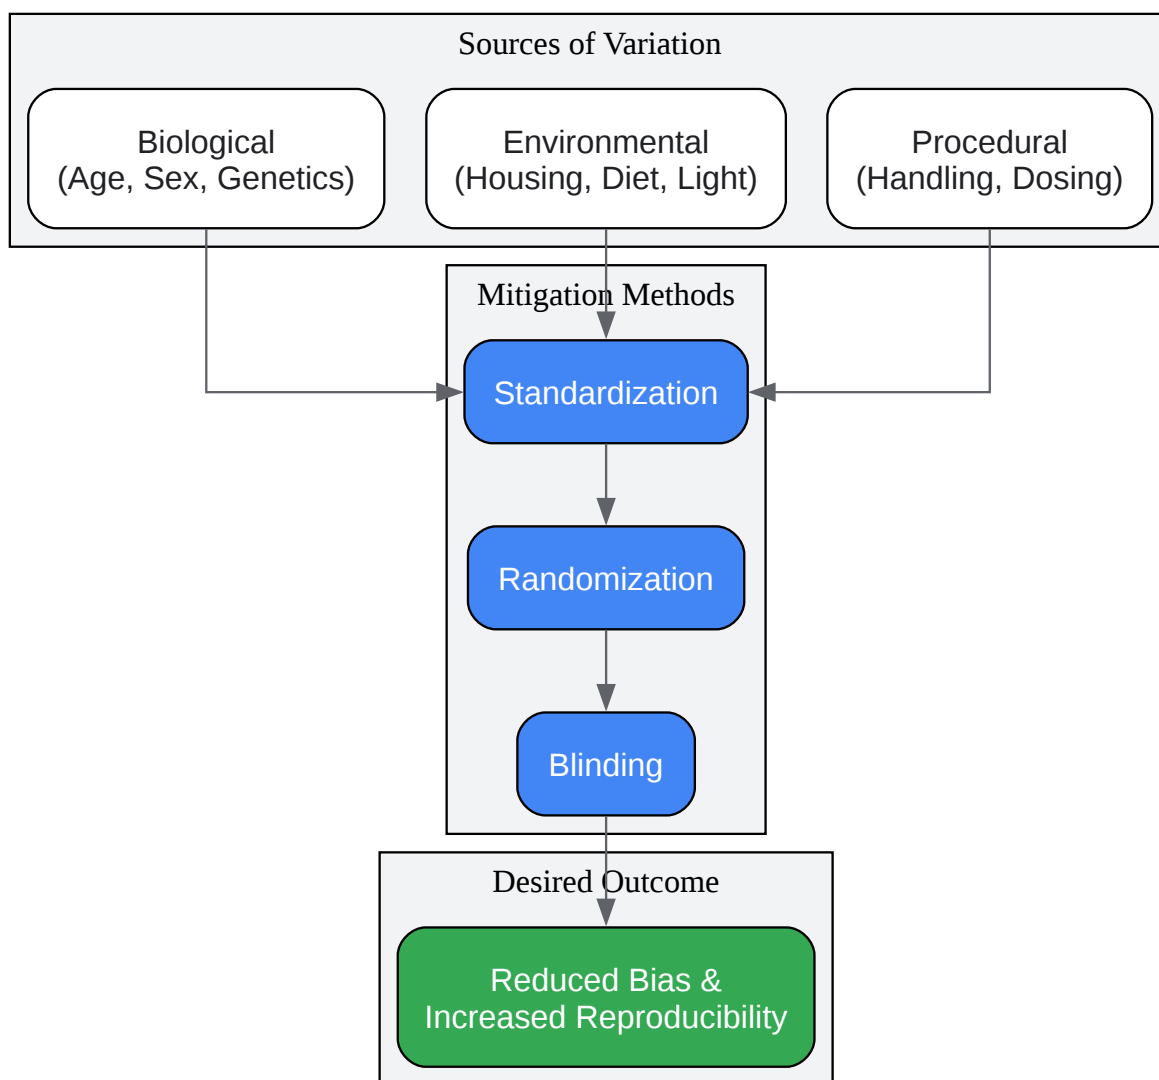 Sources of Variation
Biological
(Age, Sex, Genetics)
Environmental
(Housing, Diet, Light)
Procedural
(Handling, Dosing)
Mitigation Methods
Standardization
Randomization
Blinding
Desired Outcome
Reduced Bias &
Increased Reproducibility